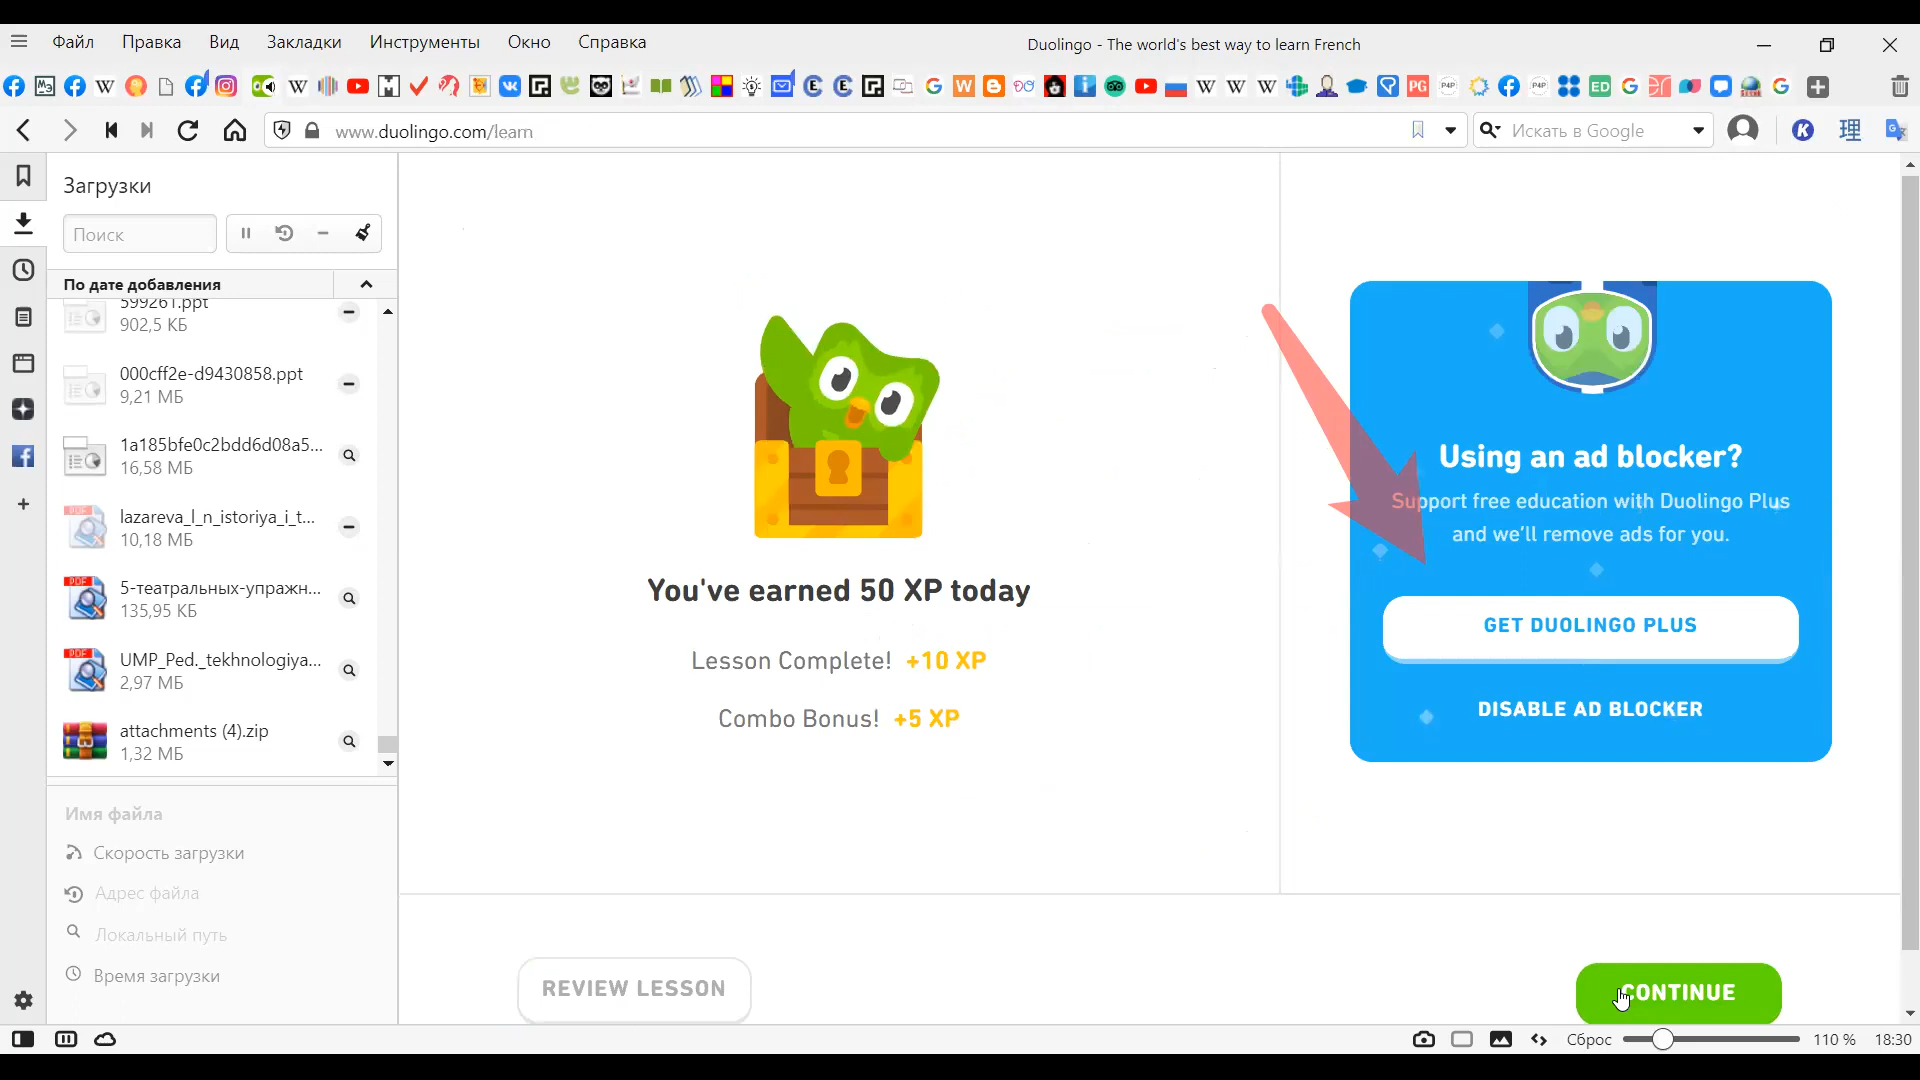 Файл Правка Вид Закладки Инструменты Окно Справка
Duolingo - The world's best way to learn French
www.duolingo.com/learn
Искать в Google
Загрузки
Поиск
По дате добавления
599261.ppt
902,5 КБ
000cff2e-d9430858.ppt
9,21 МБ
1a185bfe0c2bdd6d08a5...
16,58 МБ
lazareva_l_n_istoriya_i_t...
10,18 МБ
5-театральных-упражн...
135,95 КБ
UMP_Ped._tekhnologiya...
2,97 МБ
attachments (4).zip
1,32 МБ
Имя файла
Скорость загрузки
Адрес файла
Локальный путь
Время загрузки
You've earned 50 XP today
Lesson Complete! +10 XP
Combo Bonus! +5 XP
REVIEW LESSON
Using an ad blocker?
Support free education with Duolingo Plus
and we'll remove ads for you.
GET DUOLINGO PLUS
DISABLE AD BLOCKER
CONTINUE
Сброс 110 % 18:30